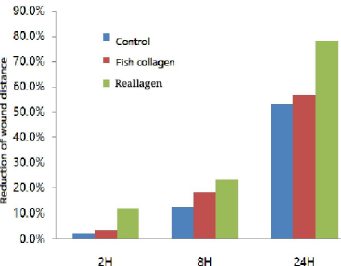 90.0%
80.0%
70.0%
60.0%
50.0%
40.0%
30.0%
20.0%
10.0%
0.0%
Reduction of wound distance
Control
Fish collagen
Reallagen
2H 8H 24H